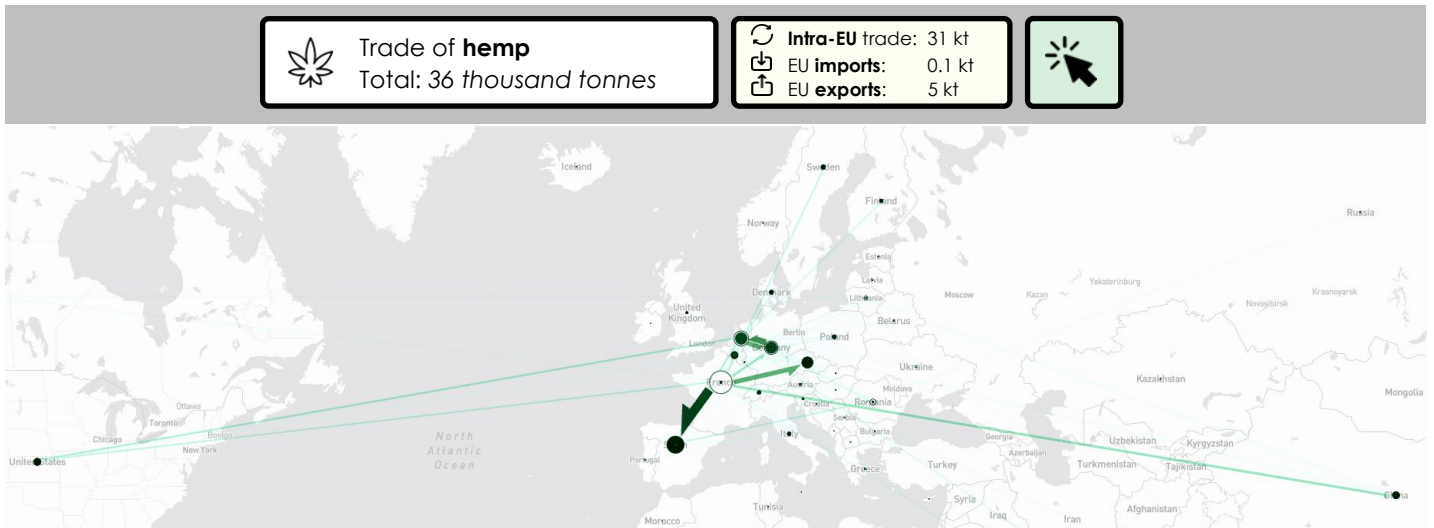 Trade of hemp
Total: 36 thousand tonnes
Intra-EU trade: 31 kt
EU imports: 0.1 kt
EU exports: 5 kt
Iceland
Sweden
Finland
Norway
Russia
Estonia
Latvia
Denmark
Lithuania
Moscow
Kazan
Yekaterinburg
Novosibirsk
Krasnoyarsk
United
Kingdom
Belarus
Berlin
Poland
London
Germany
Ukraine
France
Austria
Kazakhstan
Mongolia
Moldova
Croatia
Romania
Ottawa
Toronto
Serbia
Chicago
Boston
North
Atlantic
Ocean
Italy
Bulgaria
Georgia
Uzbekistan
Kyrgyzstan
New York
United States
Portugal
Azerbaijan
Turkmenistan
Tajikistan
Greece
Turkey
China
Syria
Afghanistan
Tunisia
Iraq
Iran
Morocco